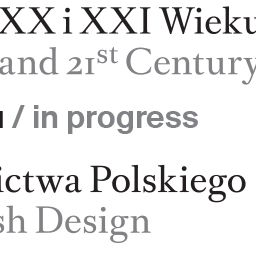 XX i XXI Wieku
and 21st Century
/ in progress
ictwa Polskiego
sh Design